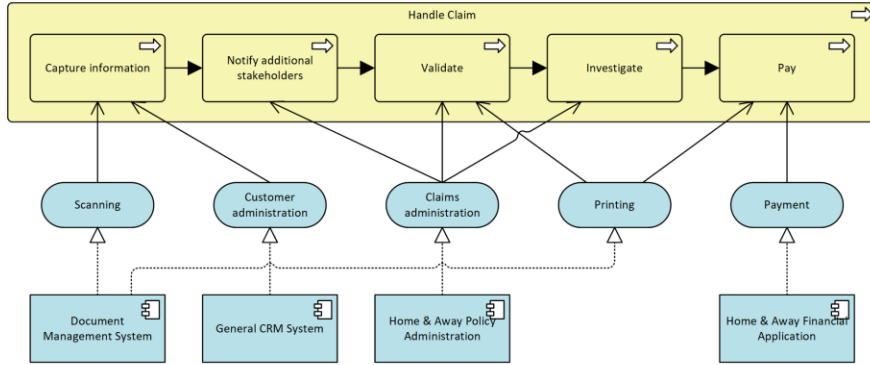 Handle Claim
Capture information
Notify additional
stakeholders
Validate
Investigate
Pay
Scanning
Customer
administration
Claims
administration
Printing
Payment
Document
Management System
General CRM System
Home & Away Policy
Administration
Home & Away Financial
Application